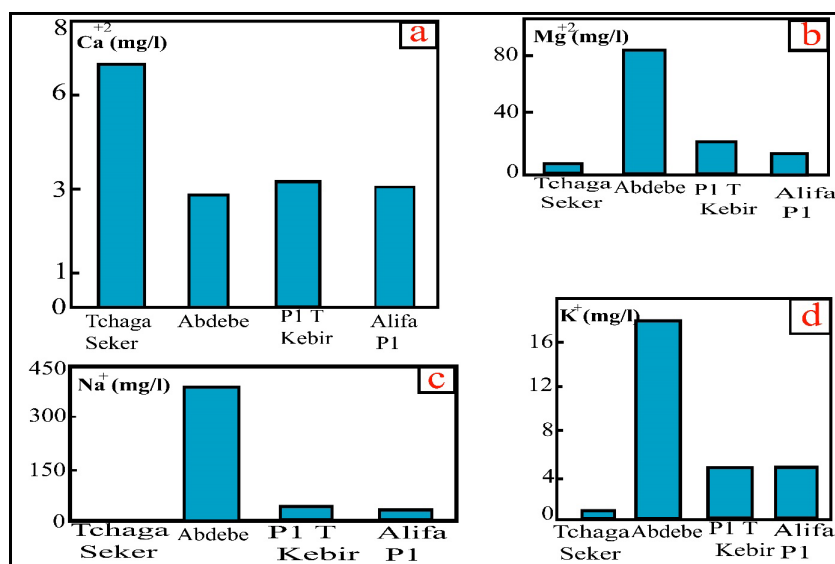 8
+2
Ca (mg/l)
a
6
3
1
0
Tchaga
Seker
Abdebe
P1 T
Kebir
Alifa
P1
+2
Mg (mg/l)
b
80
40
0
Tchaga
Seker
Abdebe
P1 T
Kebir
Alifa
P1
450
+
Na (mg/l)
c
300
150
0
Tchaga
Seker
Abdebe
P1 T
Kebir
Alifa
P1
+
K (mg/l)
d
16
12
8
4
0
Tchaga
Seker
Abdebe
P1 T
Kebir
Alifa
P1